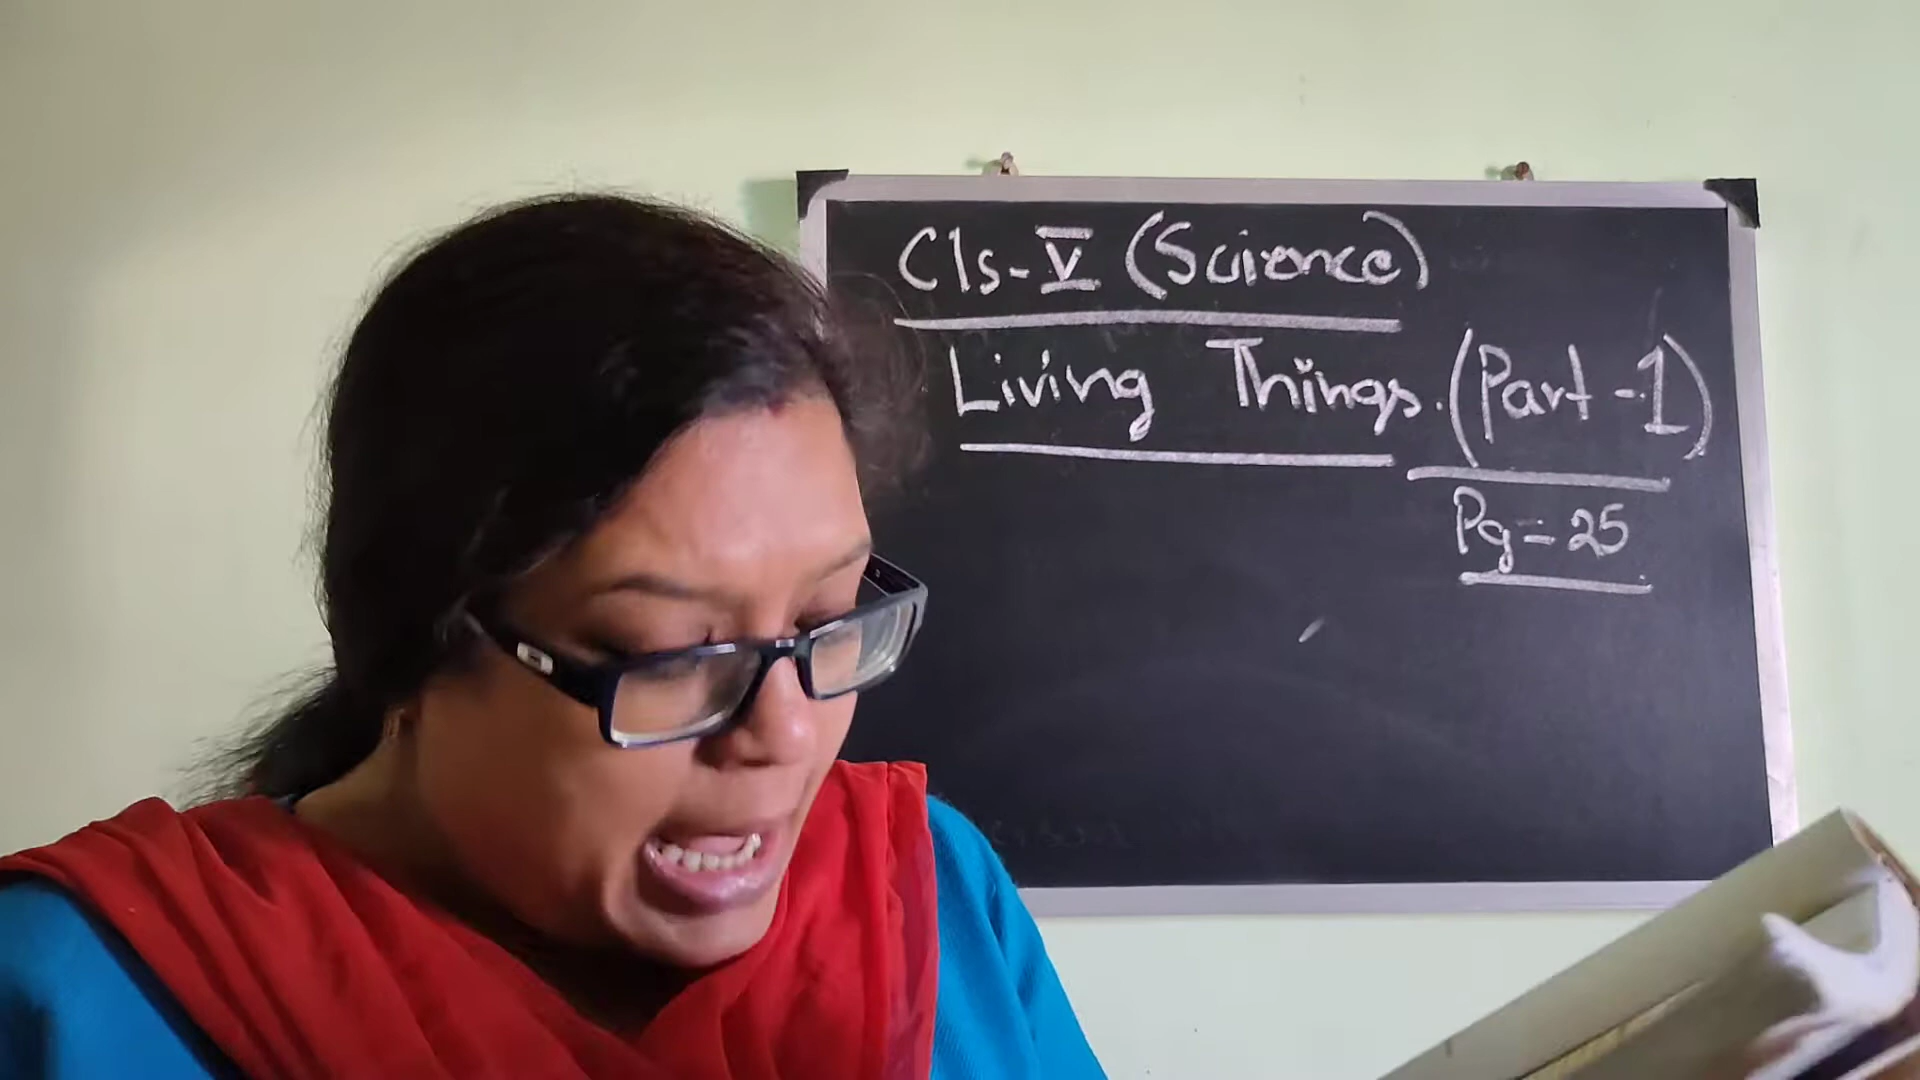 Cls-V (Science)
Living Things. (Part-1)
Pg = 25